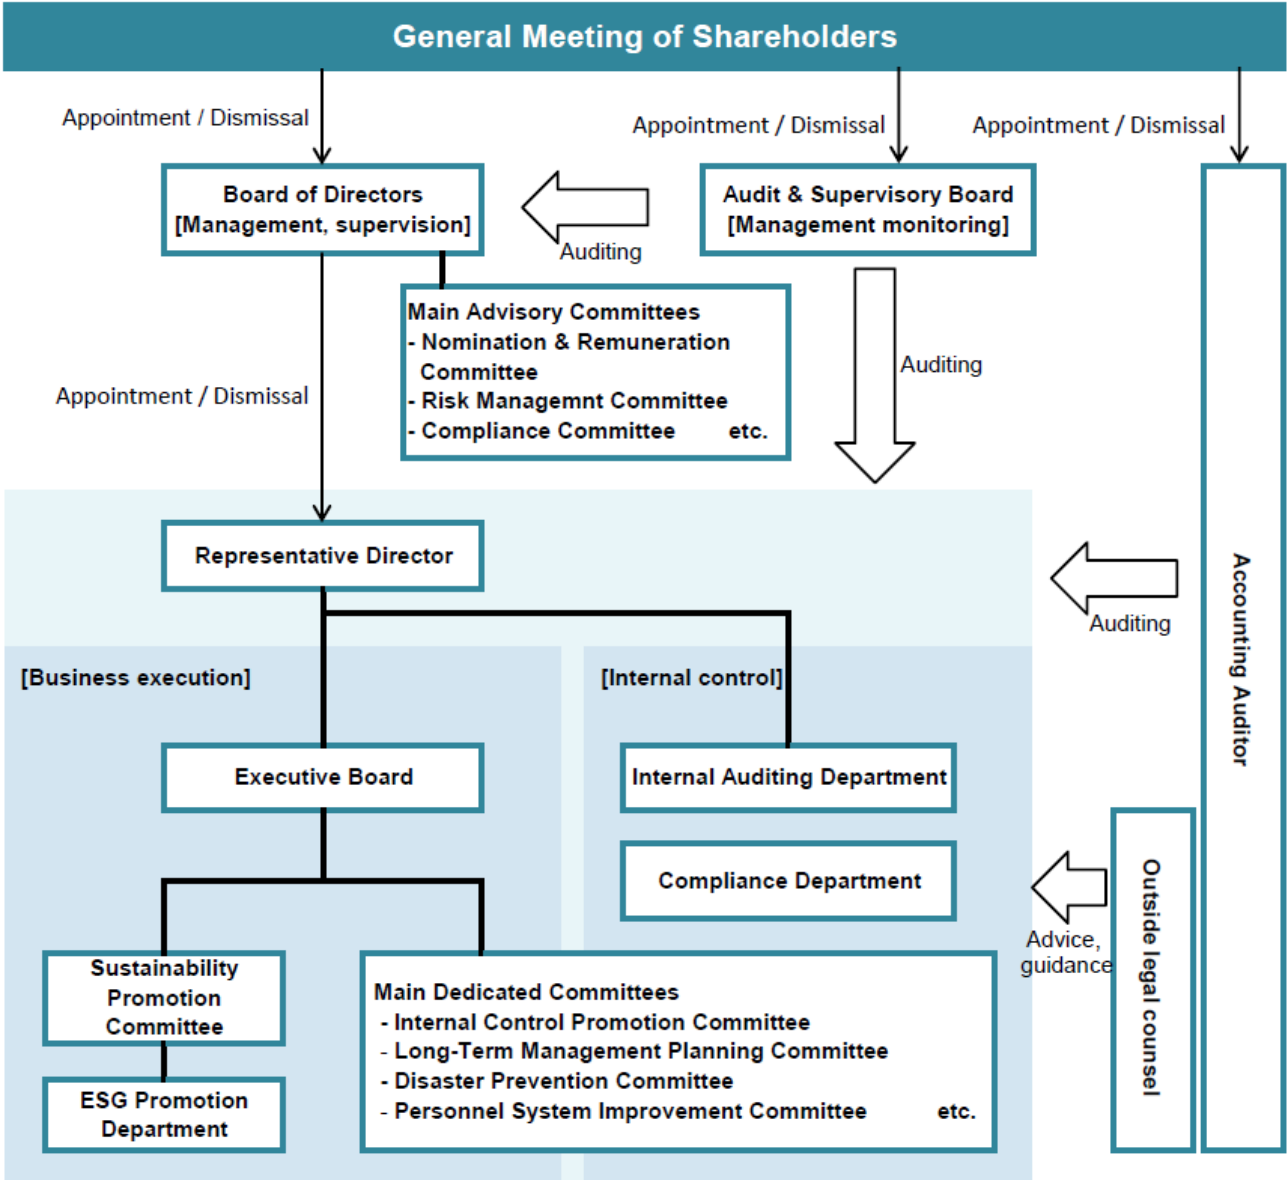 General Meeting of Shareholders
Appointment / Dismissal
Appointment / Dismissal
Appointment / Dismissal
Board of Directors
[Management, supervision]
Auditing
Audit & Supervisory Board
[Management monitoring]
Main Advisory Committees
- Nomination & Remuneration
Committee
- Risk Managemnt Committee
- Compliance Committee etc.
Auditing
Appointment / Dismissal
Representative Director
Auditing
Accounting Auditor
[Business execution]
[Internal control]
Executive Board
Internal Auditing Department
Compliance Department
Advice,
guidance
Outside legal counsel
Sustainability
Promotion
Committee
ESG Promotion
Department
Main Dedicated Committees
- Internal Control Promotion Committee
- Long-Term Management Planning Committee
- Disaster Prevention Committee
- Personnel System Improvement Committee etc.